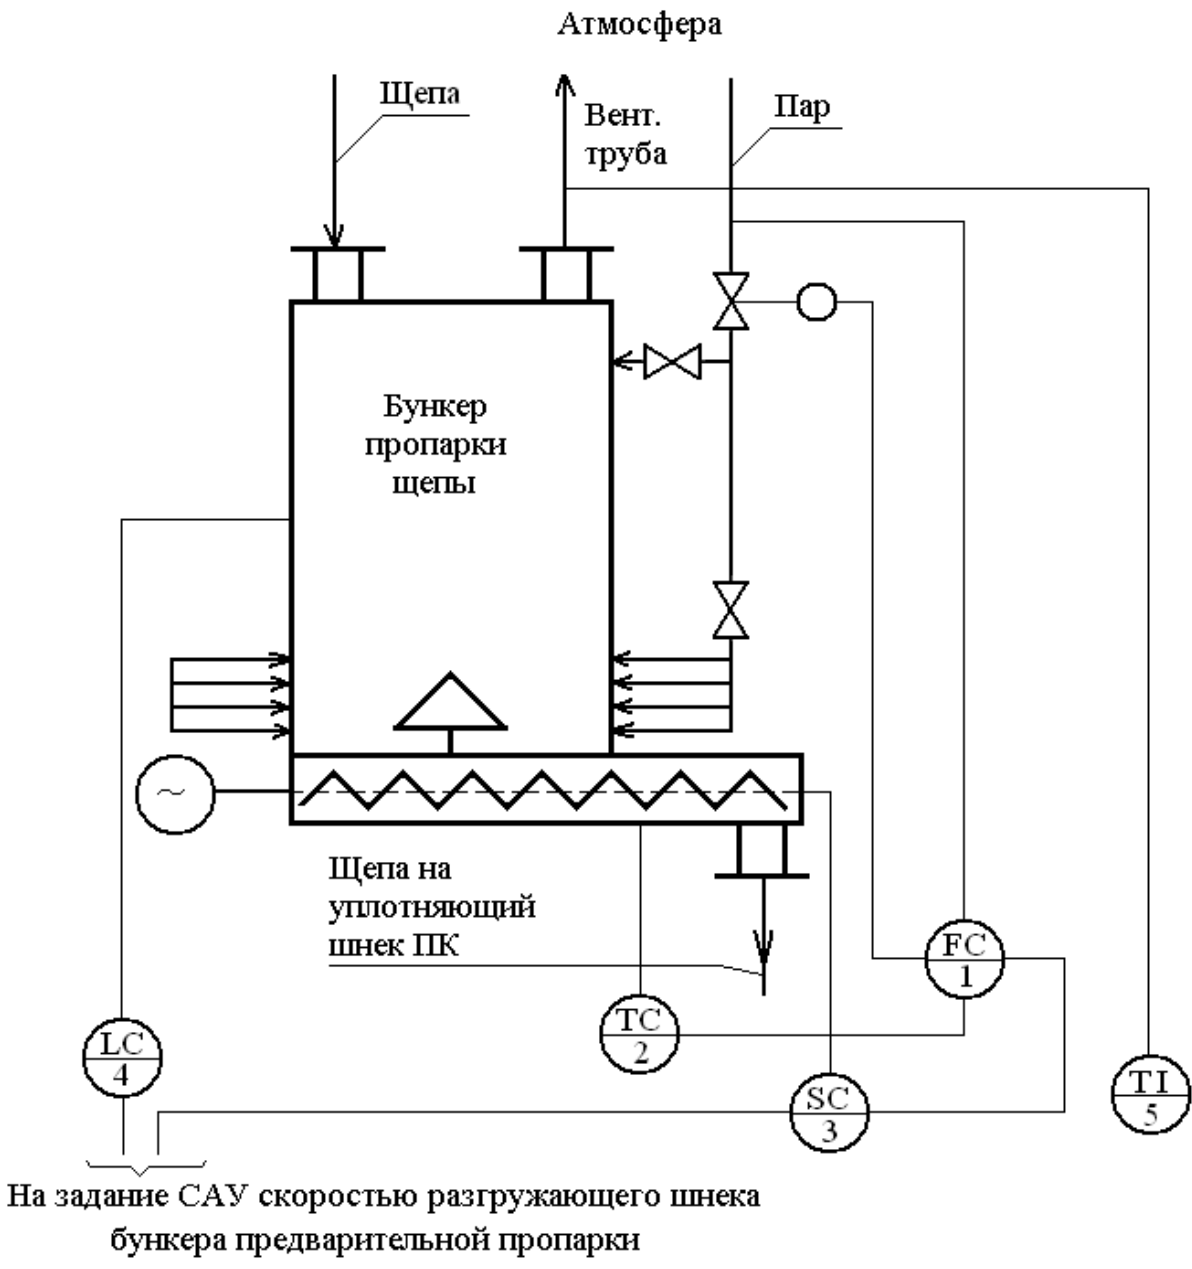 Атмосфера
Щепа
Вент.
труба
Пар
Бункер
пропарки
щепы
~
Щепа на
уплотняющий
шнек ПК
FC
1
TC
2
LC
4
SC
3
TI
5
На задание САУ скоростью разгружающего шнека
бункера предварительной пропарки